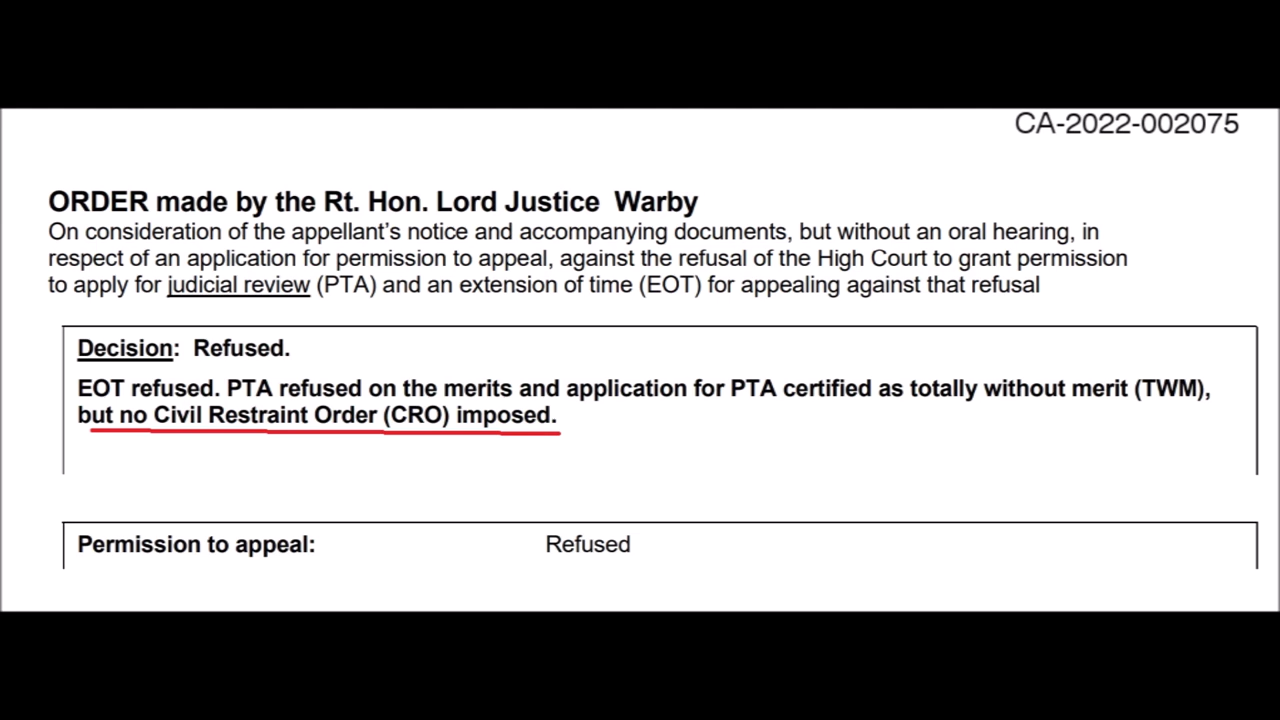 CA-2022-002075
ORDER made by the Rt. Hon. Lord Justice Warby
On consideration of the appellant's notice and accompanying documents, but without an oral hearing, in
respect of an application for permission to appeal, against the refusal of the High Court to grant permission
to apply for judicial review (PTA) and an extension of time (EOT) for appealing against that refusal
Decision: Refused.
EOT refused. PTA refused on the merits and application for PTA certified as totally without merit (TWM),
but no Civil Restraint Order (CRO) imposed.
Permission to appeal: Refused